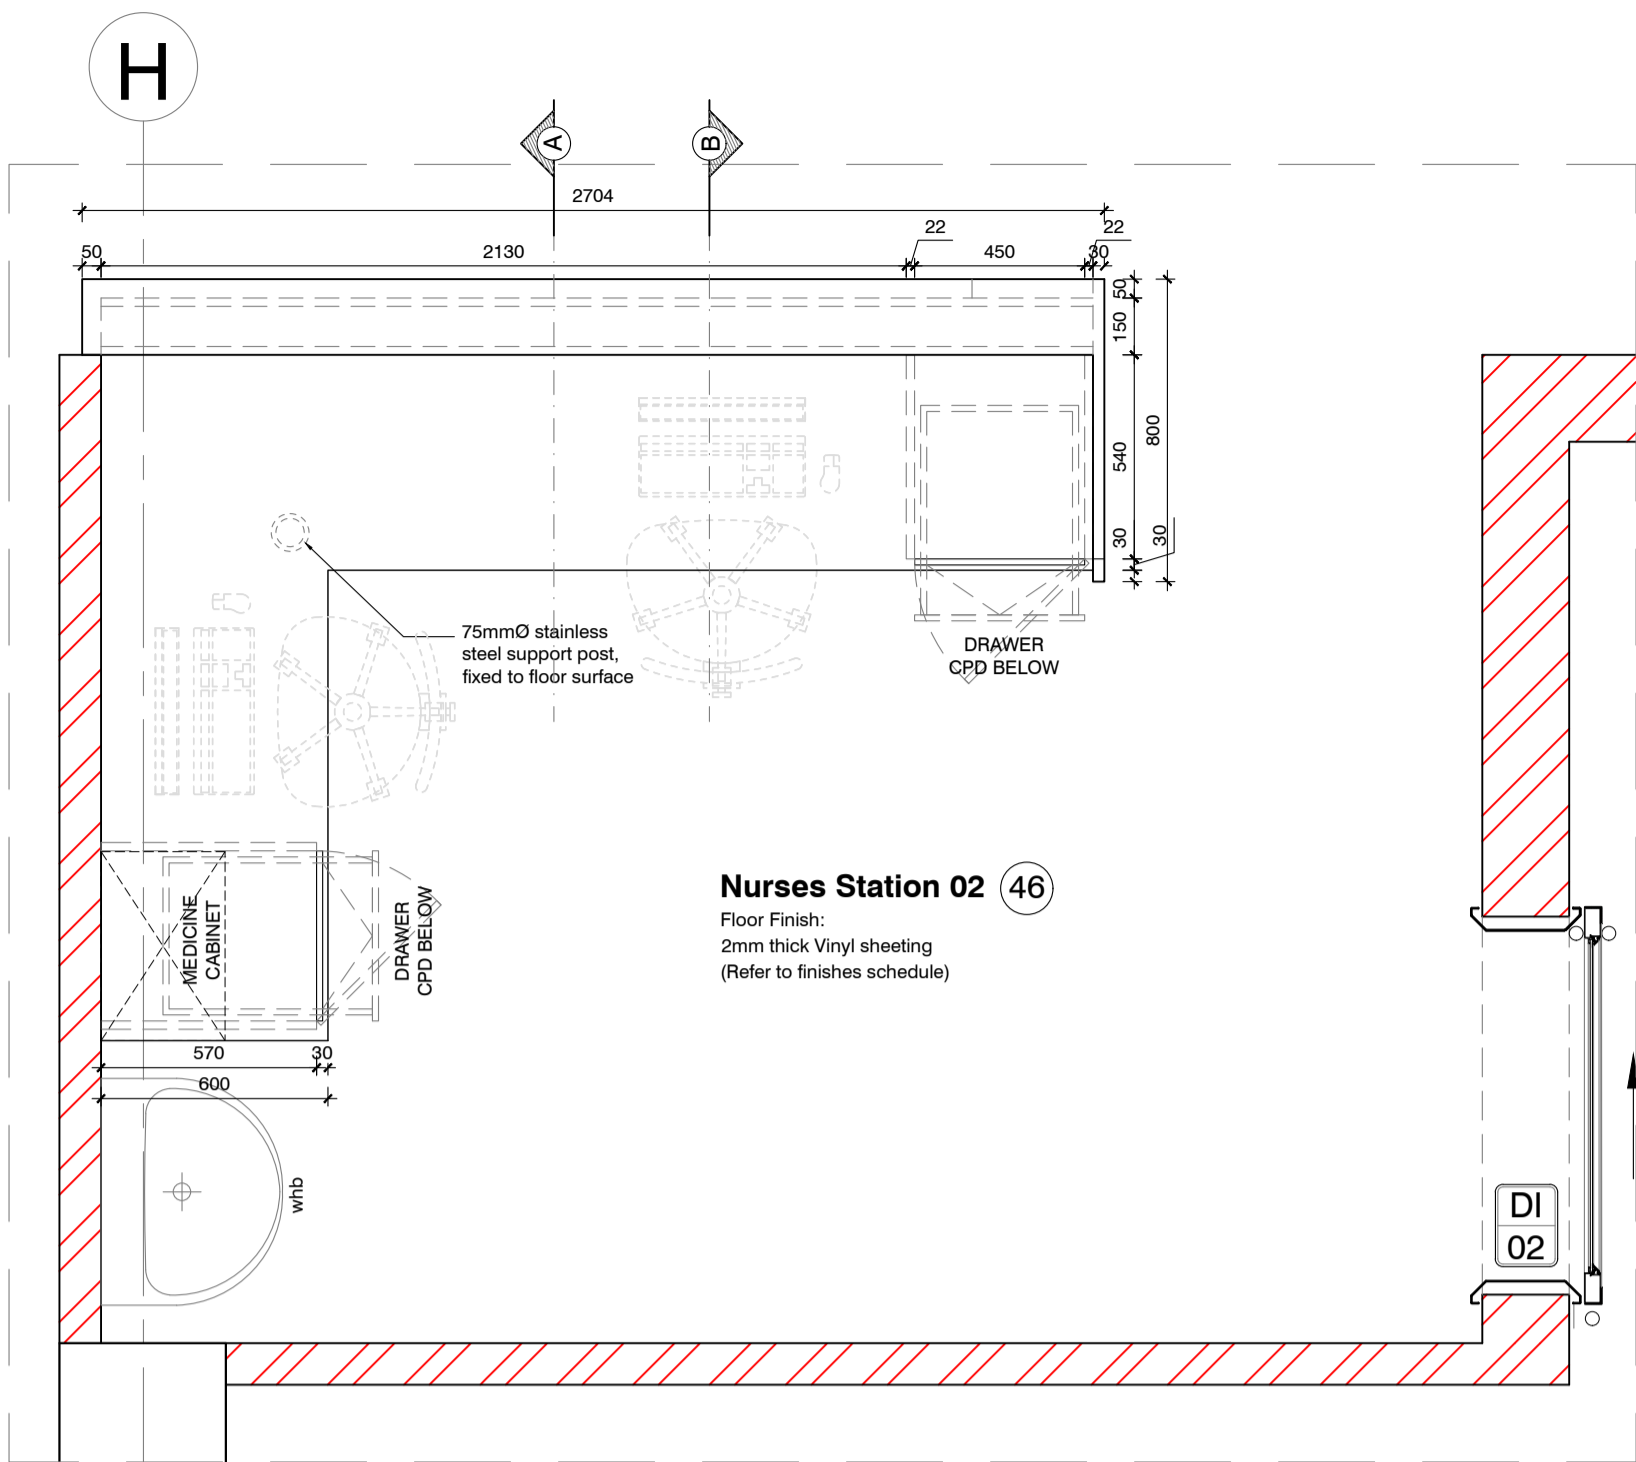 H
A
B
2704
22
22
50
2130
450
30
50
150
540
800
30
30
75mmØ stainless
steel support post,
fixed to floor surface
DRAWER
CPD BELOW
MEDICINE
CABINET
DRAWER
CPD BELOW
Nurses Station 02 46
Floor Finish:
2mm thick Vinyl sheeting
(Refer to finishes schedule)
570
30
600
whb
DI
02